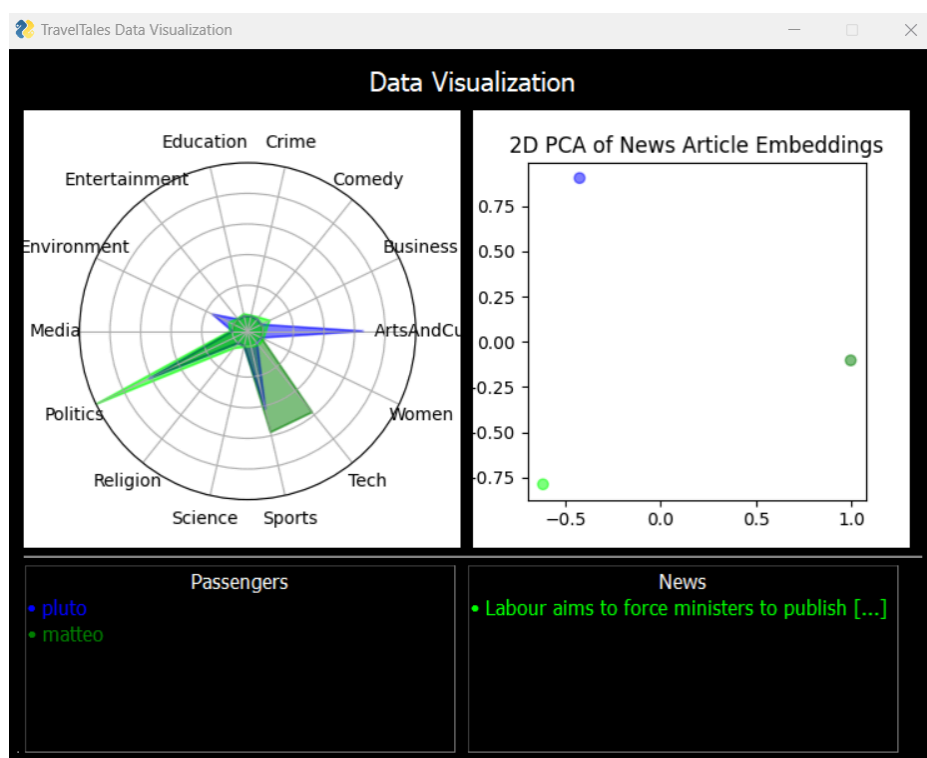 TravelTales Data Visualization
Data Visualization
Education Crime
Entertainment Comedy
Environment Business
Media ArtsAndCu
Politics Women
Religion Tech
Science Sports
2D PCA of News Article Embeddings
0.75
0.50
0.25
0.00
-0.25
-0.50
-0.75
−0.5 0.0 0.5 1.0
Passengers
• pluto
• matteo
News
• Labour aims to force ministers to publish [...]